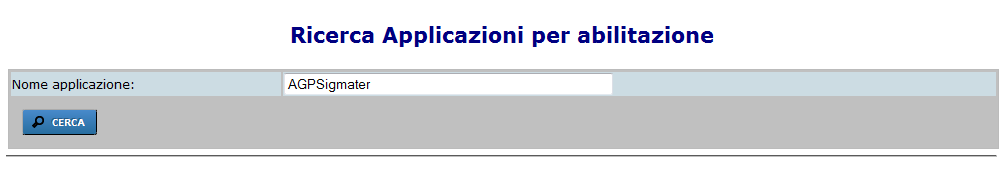 Ricerca Applicazioni per abilitazione
Nome applicazione: AGPSigmater
CERCA